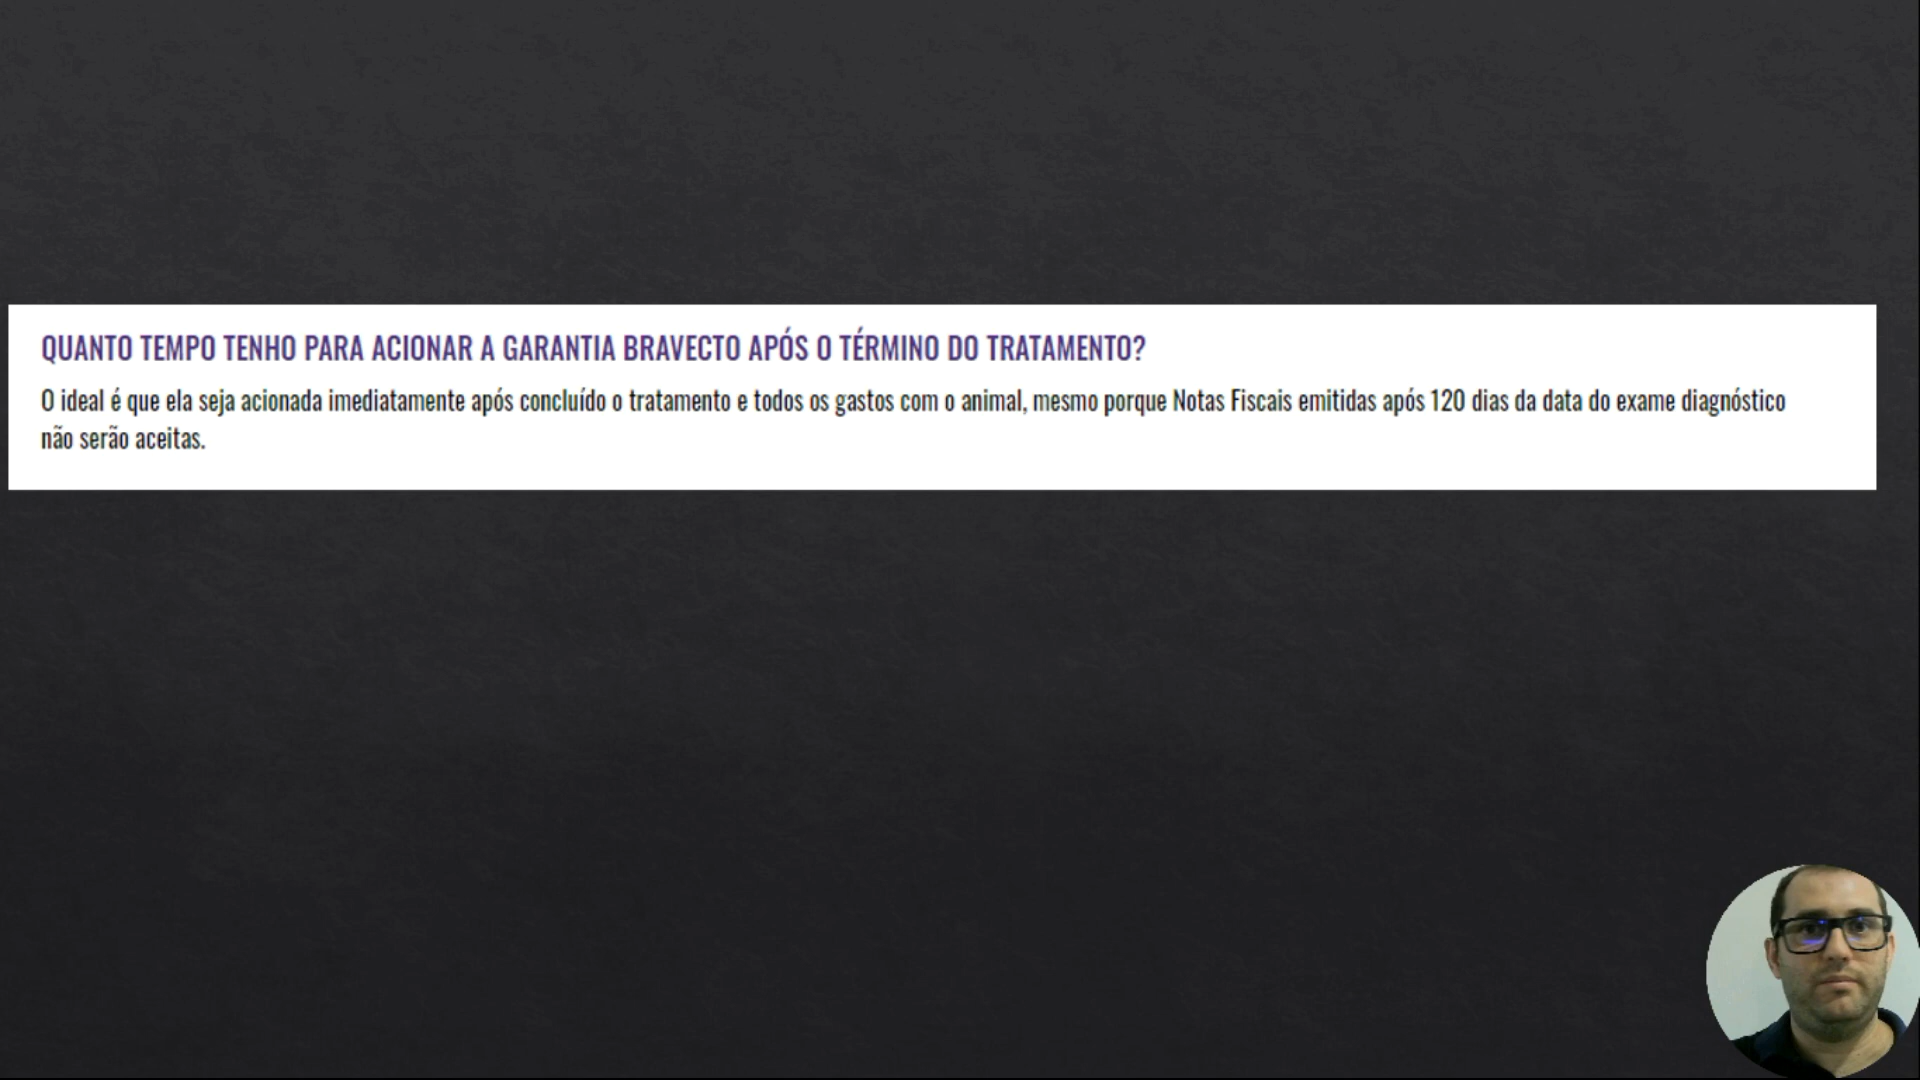 QUANTO TEMPO TENHO PARA ACIONAR A GARANTIA BRAVECTO APÓS O TÉRMINO DO TRATAMENTO?
O ideal é que ela seja acionada imediatamente após concluído o tratamento e todos os gastos com o animal, mesmo porque Notas Fiscais emitidas após 120 dias da data do exame diagnóstico
não serão aceitas.